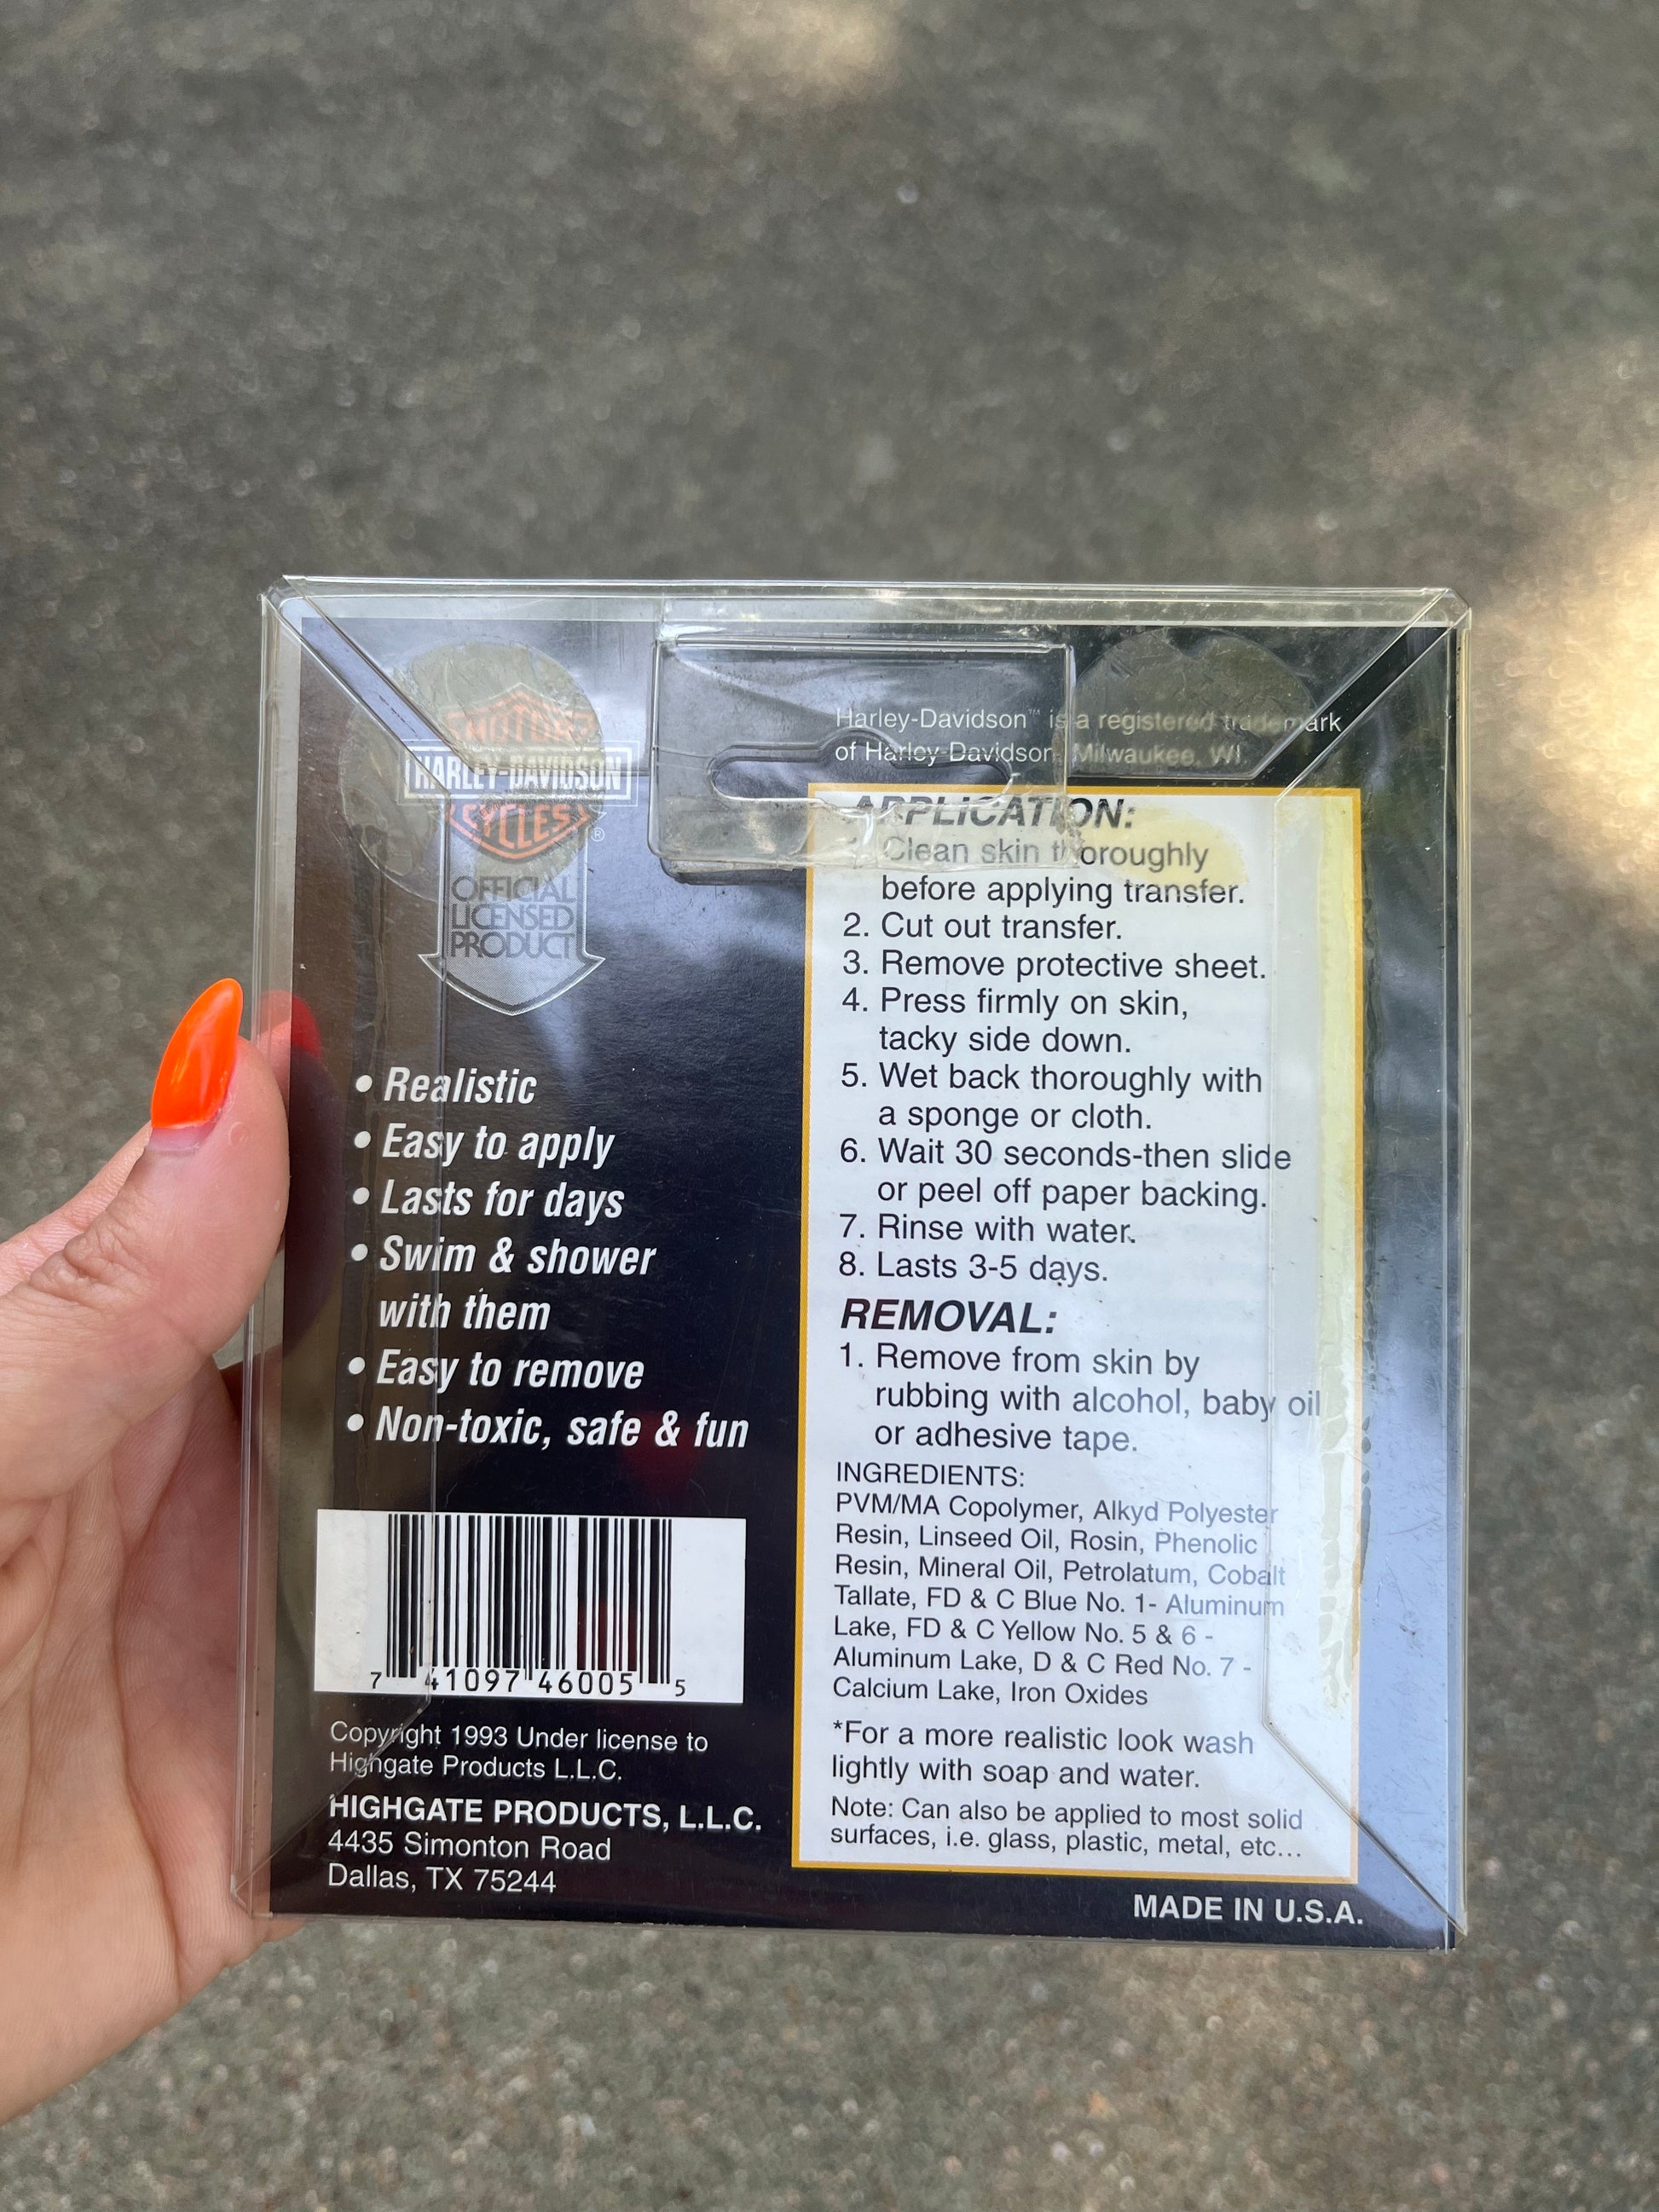 MOTOR
HARLEY-DAVIDSON
CYCLES
®
OFFICIAL
LICENSED
PRODUCT
• Realistic
• Easy to apply
• Lasts for days
• Swim & shower
with them
• Easy to remove
• Non-toxic, safe & fun
7 41097 46005 5
Copyright 1993 Under license to
Highgate Products L.L.C.
HIGHGATE PRODUCTS, L.L.C.
4435 Simonton Road
Dallas, TX 75244
Harley-Davidson™ is a registered trademark
of Harley-Davidson, Milwaukee, WI.
APPLICATION:
Clean skin thoroughly
before applying transfer.
2. Cut out transfer.
3. Remove protective sheet.
4. Press firmly on skin,
tacky side down.
5. Wet back thoroughly with
a sponge or cloth.
6. Wait 30 seconds-then slide
or peel off paper backing.
7. Rinse with water.
8. Lasts 3-5 days.
REMOVAL:
1. Remove from skin by
rubbing with alcohol, baby oil
or adhesive tape.
INGREDIENTS:
PVM/MA Copolymer, Alkyd Polyester
Resin, Linseed Oil, Rosin, Phenolic
Resin, Mineral Oil, Petrolatum, Cobalt
Tallate, FD & C Blue No. 1- Aluminum
Lake, FD & C Yellow No. 5 & 6 -
Aluminum Lake, D & C Red No. 7 -
Calcium Lake, Iron Oxides
*For a more realistic look wash
lightly with soap and water.
Note: Can also be applied to most solid
surfaces, i.e. glass, plastic, metal, etc...
MADE IN U.S.A.